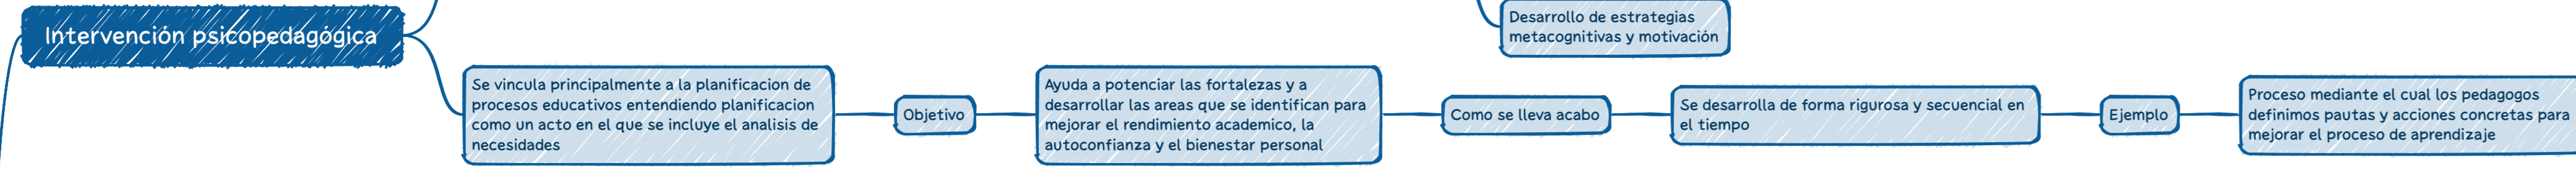 Intervención psicopedagógica
Desarrollo de estrategias
metacognitivas y motivación
Se vincula principalmente a la planificacion de
procesos educativos entendiendo planificacion
como un acto en el que se incluye el analisis de
necesidades
Objetivo
Ayuda a potenciar las fortalezas y a
desarrollar las areas que se identifican para
mejorar el rendimiento academico, la
autoconfianza y el bienestar personal
Como se lleva acabo
Se desarrolla de forma rigurosa y secuencial en
el tiempo
Ejemplo
Proceso mediante el cual los pedagogos
definimos pautas y acciones concretas para
mejorar el proceso de aprendizaje